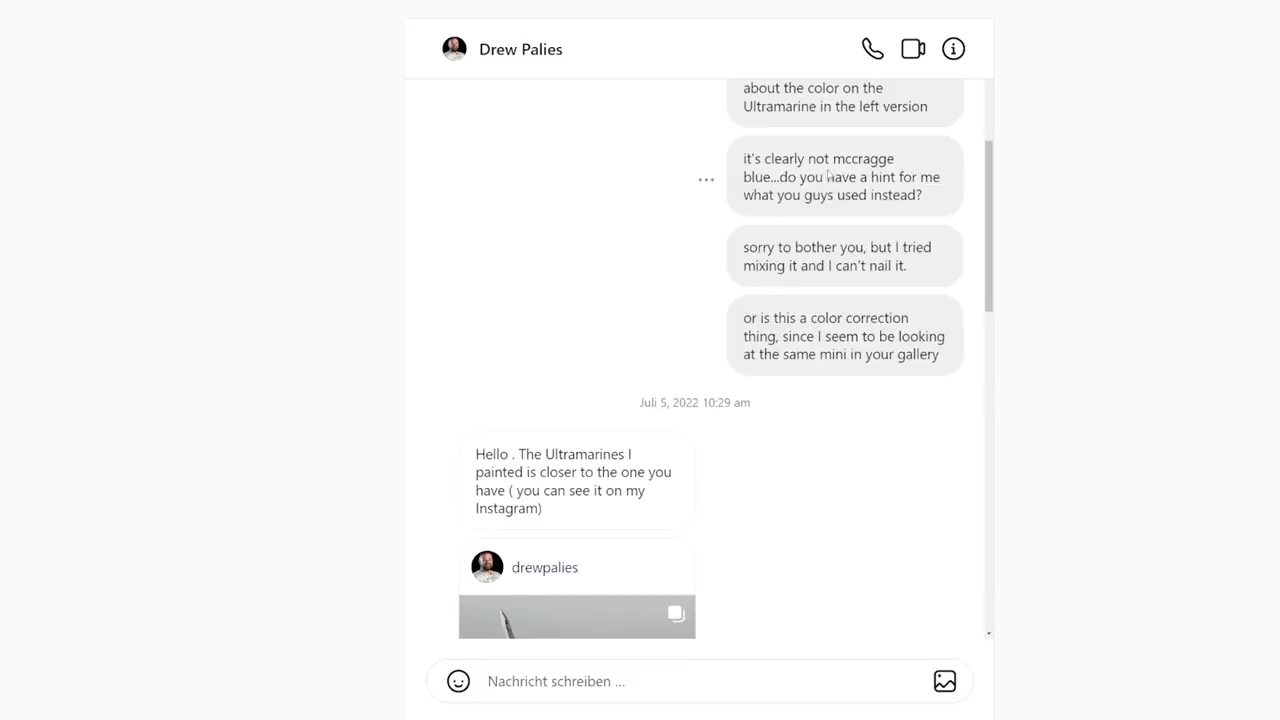 Drew Palies
about the color on the
Ultramarine in the left version
it's clearly not mccragge
blue...do you have a hint for me
what you guys used instead?
sorry to bother you, but I tried
mixing it and I can't nail it.
or is this a color correction
thing, since I seem to be looking
at the same mini in your gallery
Juli 5, 2022 10:29 am
Hello . The Ultramarines I
painted is closer to the one you
have ( you can see it on my
Instagram)
drewpalies
Nachricht schreiben ...